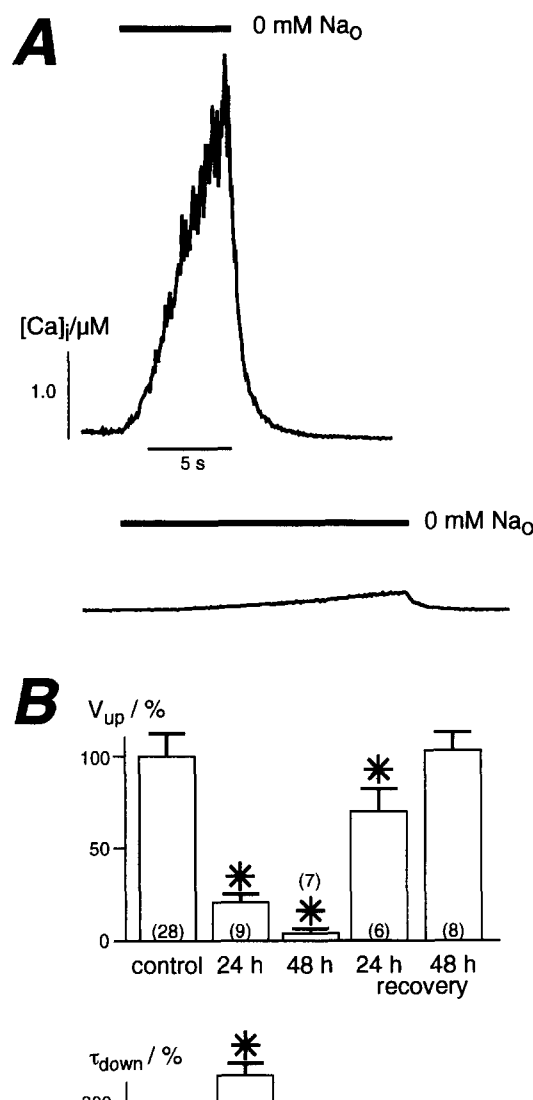 A
0 mM Nao
[Ca]i/µM
1.0
5 s
0 mM Nao
B
Vup / %
100
50
0
(28)
(9)
(7)
(6)
(8)
control 24 h 48 h 24 h 48 h
recovery
τdown / %